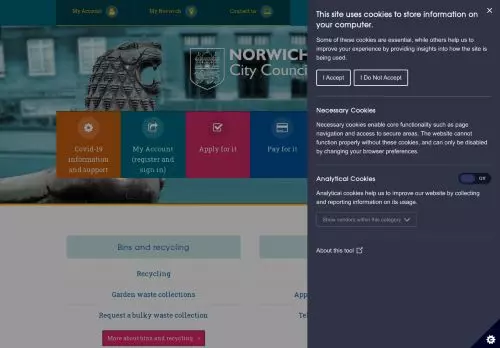 My Account
My Norwich
Contact us
NORWICH
City Council
Covid-19
information
and support
My Account
(register and
sign in)
Apply for it
Pay for it
Bins and recycling
Recycling
Garden waste collections
Request a bulky waste collection
More about bins and recycling
This site uses cookies to store information on
your computer.
Some of these cookies are essential, while others help us to
improve your experience by providing insights into how the site is
being used.
I Accept
I Do Not Accept
Necessary Cookies
Necessary cookies enable core functionality such as page
navigation and access to secure areas. The website cannot
function properly without these cookies, and can only be disabled
by changing your browser preferences.
Analytical Cookies
Off
Analytical cookies help us to improve our website by collecting
and reporting information on its usage.
Show vendors within this category
About this tool